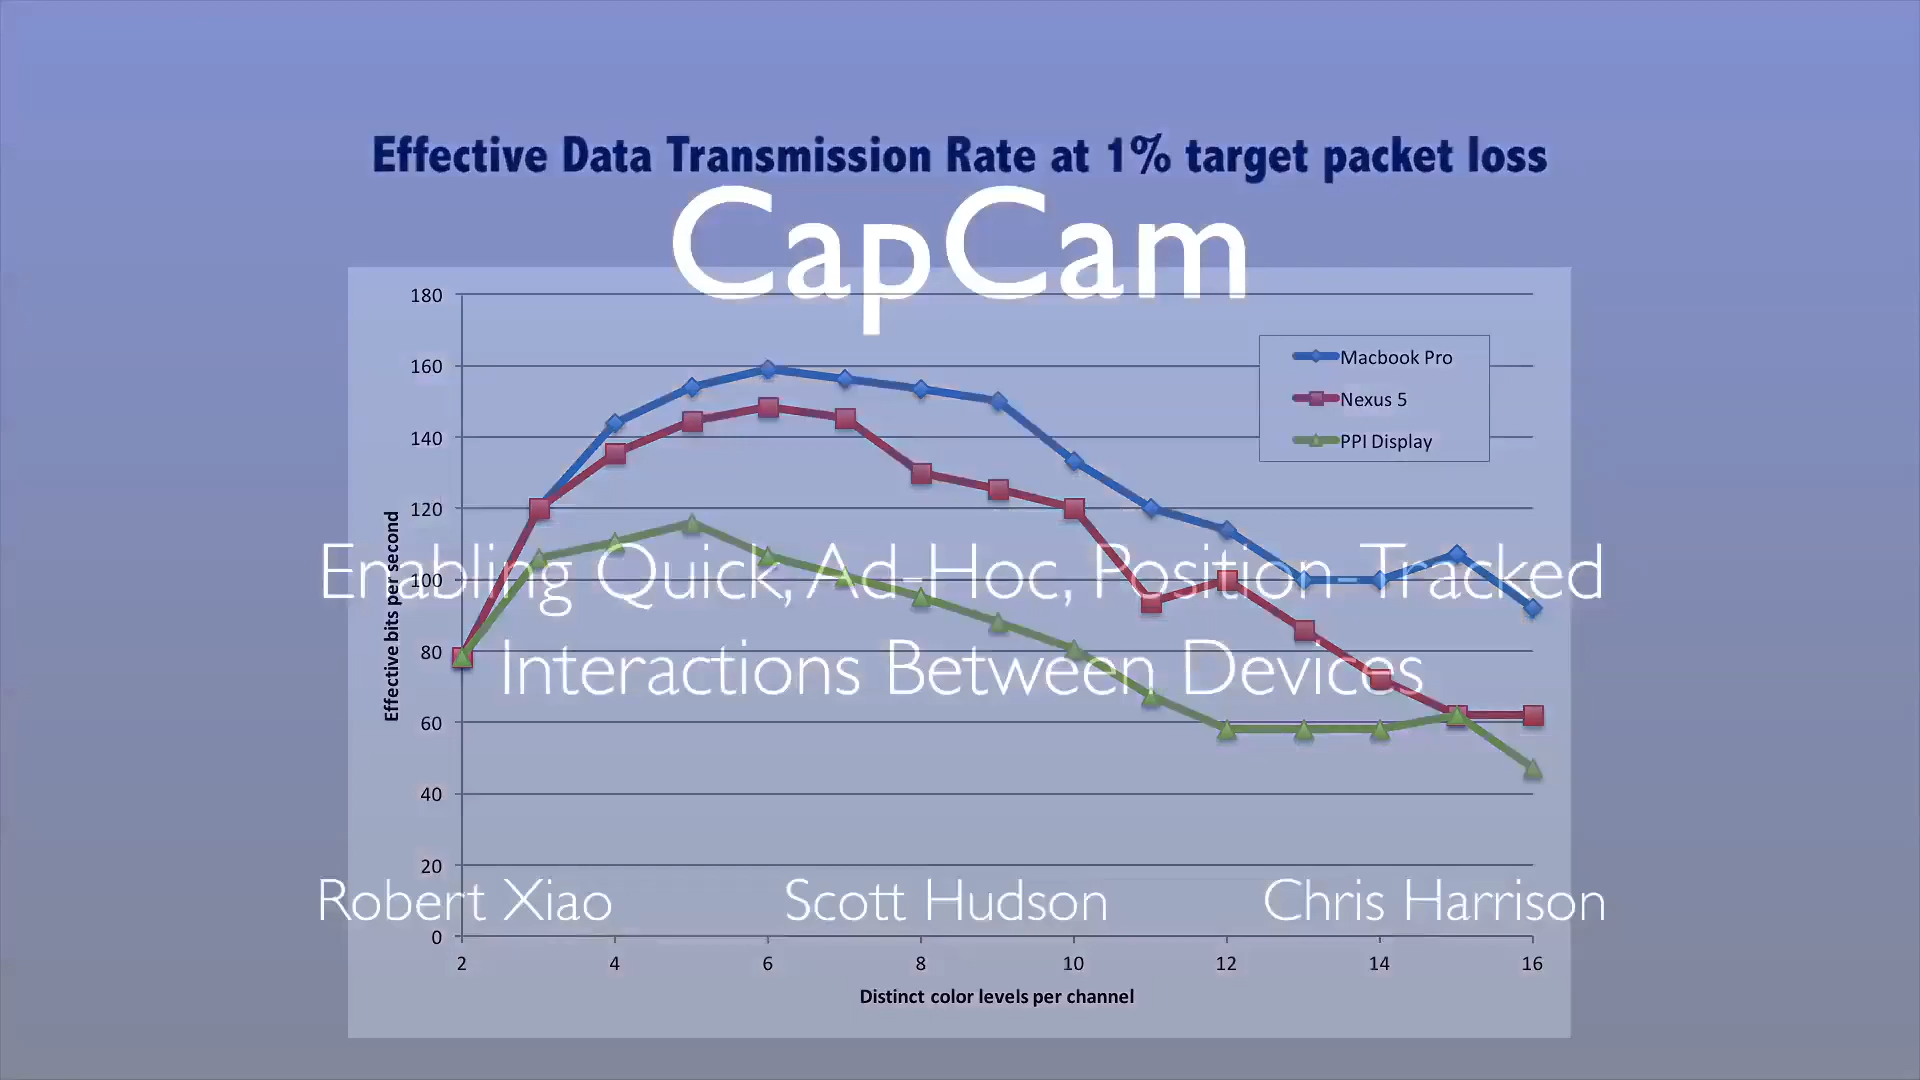 Effective Data Transmission Rate at 1% target packet loss
CapCam
180
160
140
120
100
80
60
40
20
0
Effective bits per second
Macbook Pro
Nexus 5
PPI Display
Enabling Quick, Ad-Hoc, Position-Tracked
Interactions Between Devices
Robert Xiao Scott Hudson Chris Harrison
2 4 6 8 10 12 14 16
Distinct color levels per channel